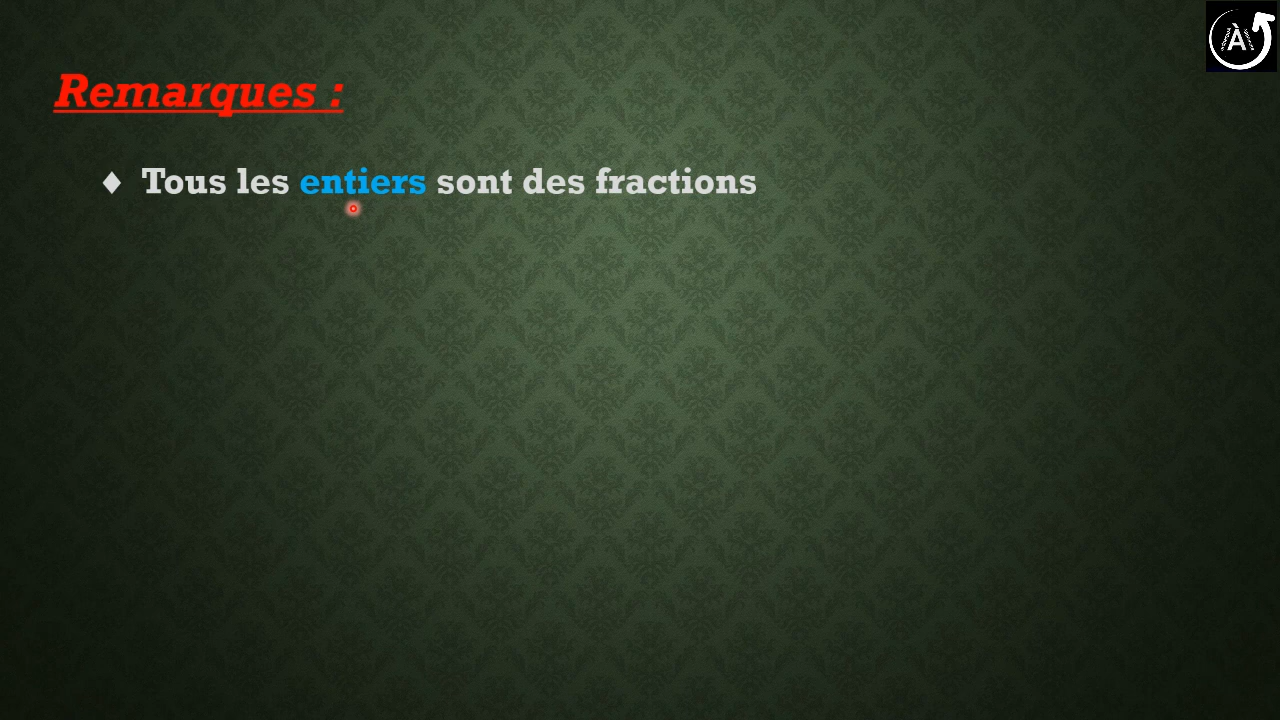 À
Remarques :
♦ Tous les entiers sont des fractions